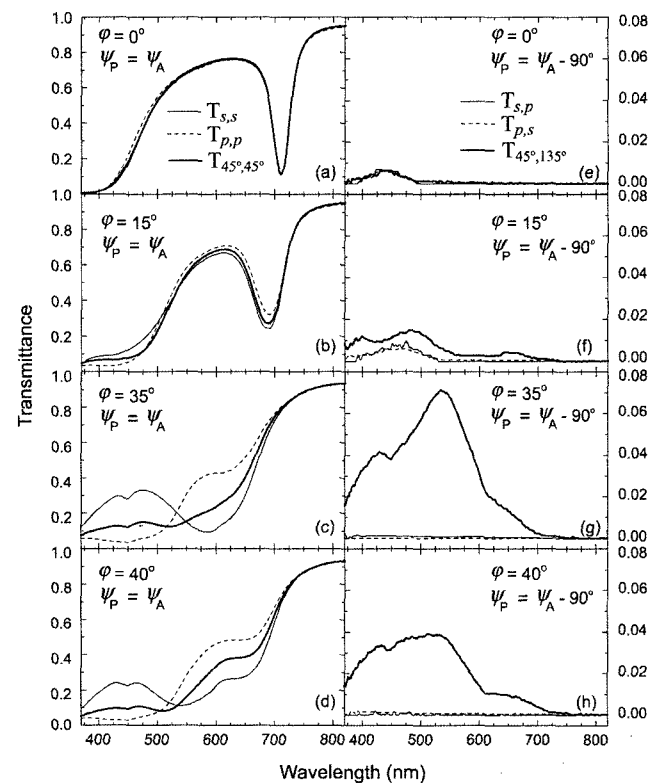 Transmittance
1.0
0.8
0.6
0.4
0.2
φ = 0°
ψP = ψA
Ts,s
Tp,p
T45°,45°
(a)
φ = 0°
ψP = ψA - 90°
Ts,p
Tp,s
T45°,135°
(e)
0.08
0.06
0.04
0.02
0.00
1.0
0.8
0.6
0.4
0.2
φ = 15°
ψP = ψA
(b)
φ = 15°
ψP = ψA - 90°
(f)
0.08
0.06
0.04
0.02
0.00
1.0
0.8
0.6
0.4
0.2
φ = 35°
ψP = ψA
(c)
φ = 35°
ψP = ψA - 90°
(g)
0.08
0.06
0.04
0.02
0.00
1.0
0.8
0.6
0.4
0.2
0.0
φ = 40°
ψP = ψA
(d)
φ = 40°
ψP = ψA - 90°
(h)
0.08
0.06
0.04
0.02
0.00
400 500 600 700 800 400 500 600 700 800
Wavelength (nm)